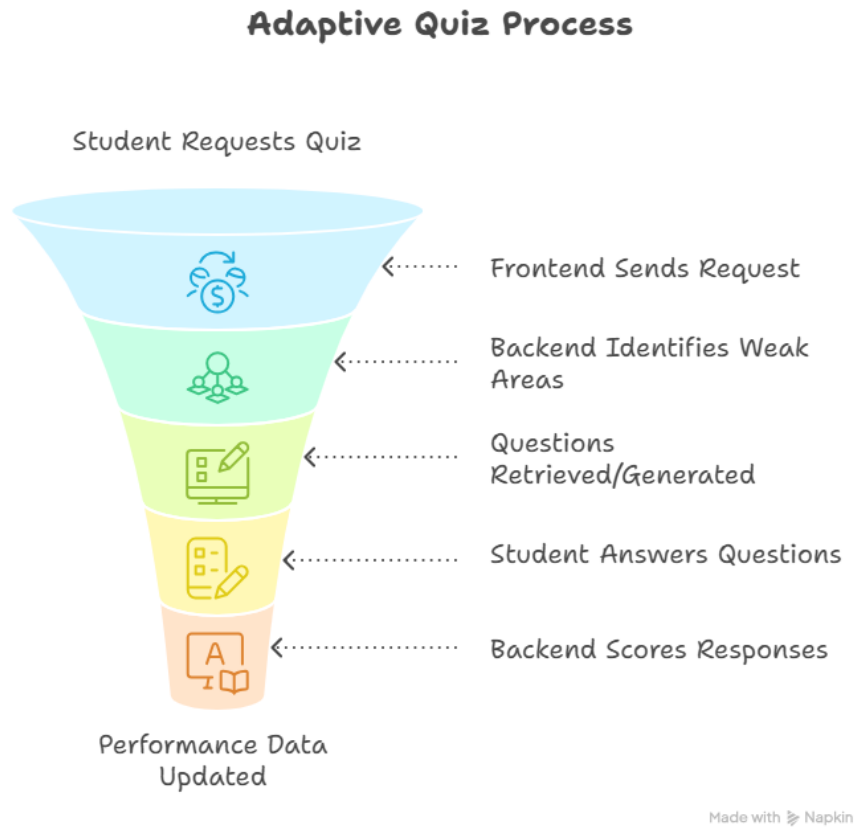 Adaptive Quiz Process
Student Requests Quiz
$
Frontend Sends Request
Backend Identifies Weak
Areas
Questions
Retrieved/Generated
Student Answers Questions
A
Backend Scores Responses
Performance Data
Updated
Made with Napkin